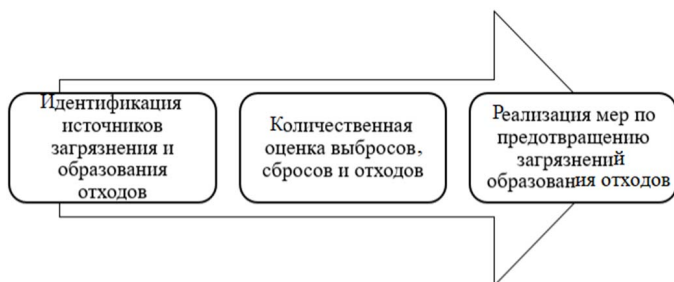 Идентификация
источников
загрязнения и
образования
отходов
Количественная
оценка выбросов,
сбросов и отходов
Реализация мер по
предотвращению
загрязнений
образования отходов